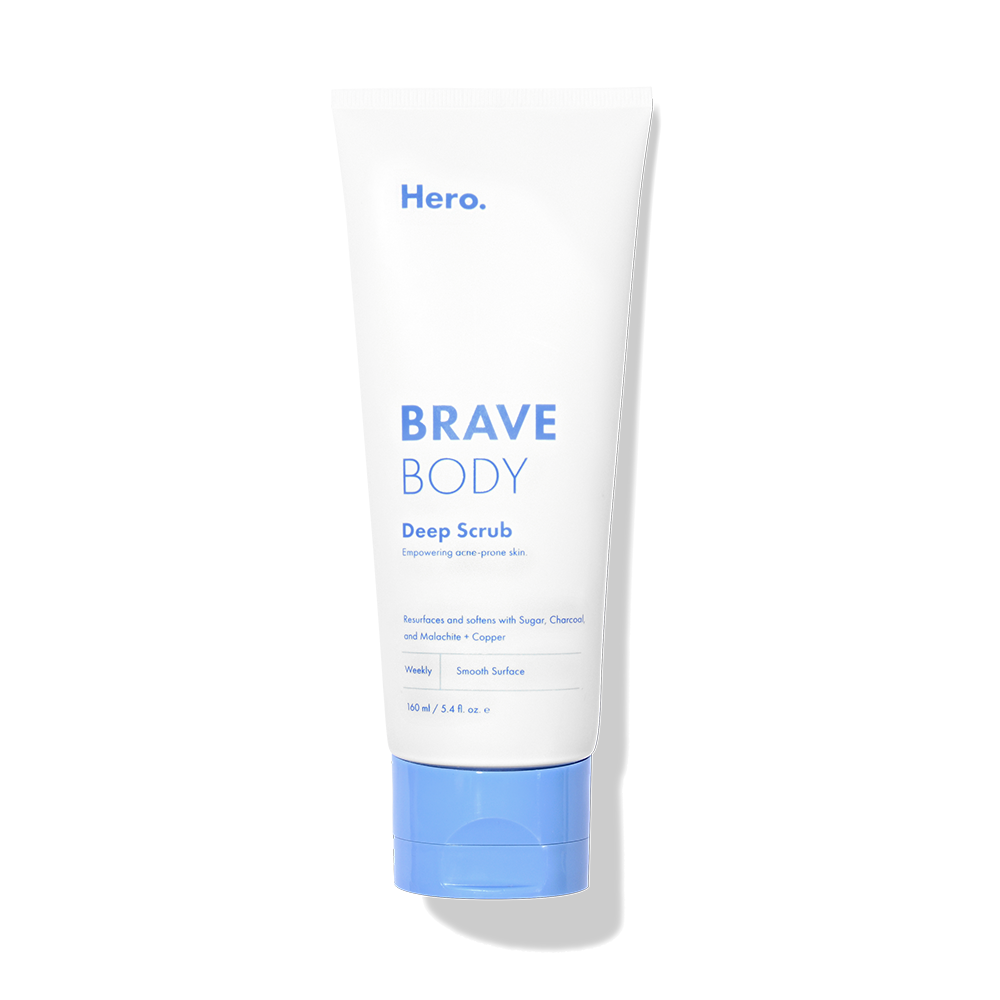 Hero.
BRAVE
BODY
Deep Scrub
Empowering acne-prone skin.
Resurfaces and softens with Sugar, Charcoal,
and Malachite + Copper
Weekly
Smooth Surface
160 ml / 5.4 fl. oz. ℮